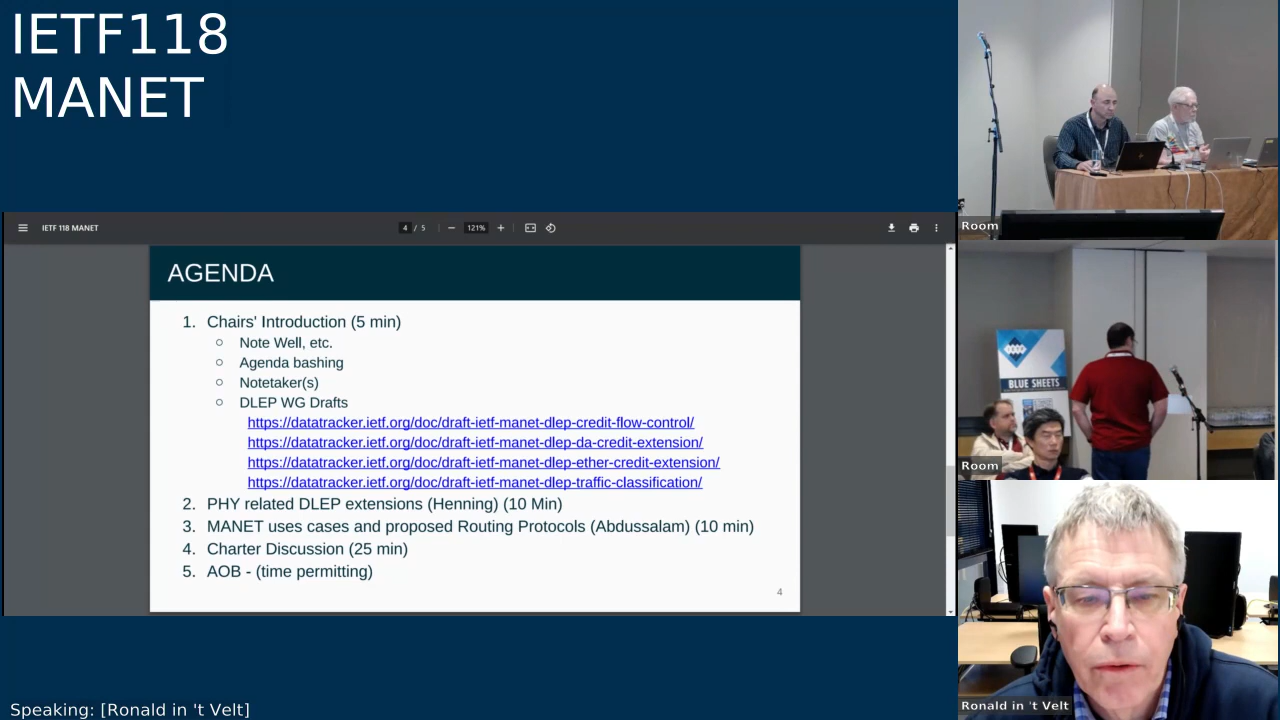 IETF118
MANET
IETF 118 MANET
4 / 5
121%
AGENDA
1. Chairs' Introduction (5 min)
○ Note Well, etc.
○ Agenda bashing
○ Notetaker(s)
○ DLEP WG Drafts
https://datatracker.ietf.org/doc/draft-ietf-manet-dlep-credit-flow-control/
https://datatracker.ietf.org/doc/draft-ietf-manet-dlep-da-credit-extension/
https://datatracker.ietf.org/doc/draft-ietf-manet-dlep-ether-credit-extension/
https://datatracker.ietf.org/doc/draft-ietf-manet-dlep-traffic-classification/
2. PHY related DLEP extensions (Henning) (10 Min)
3. MANET uses cases and proposed Routing Protocols (Abdussalam) (10 min)
4. Charter Discussion (25 min)
5. AOB - (time permitting)
4
Room
BLUE SHEETS
Room
Ronald in 't Velt
Speaking: [Ronald in 't Velt]